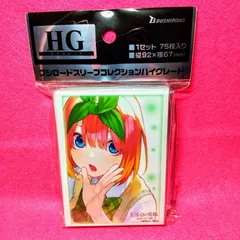 HG
BUSHIROAD
■1セット 75枚入り
■縦92×横67(mm)
ブシロードスリーブコレクションハイグレード